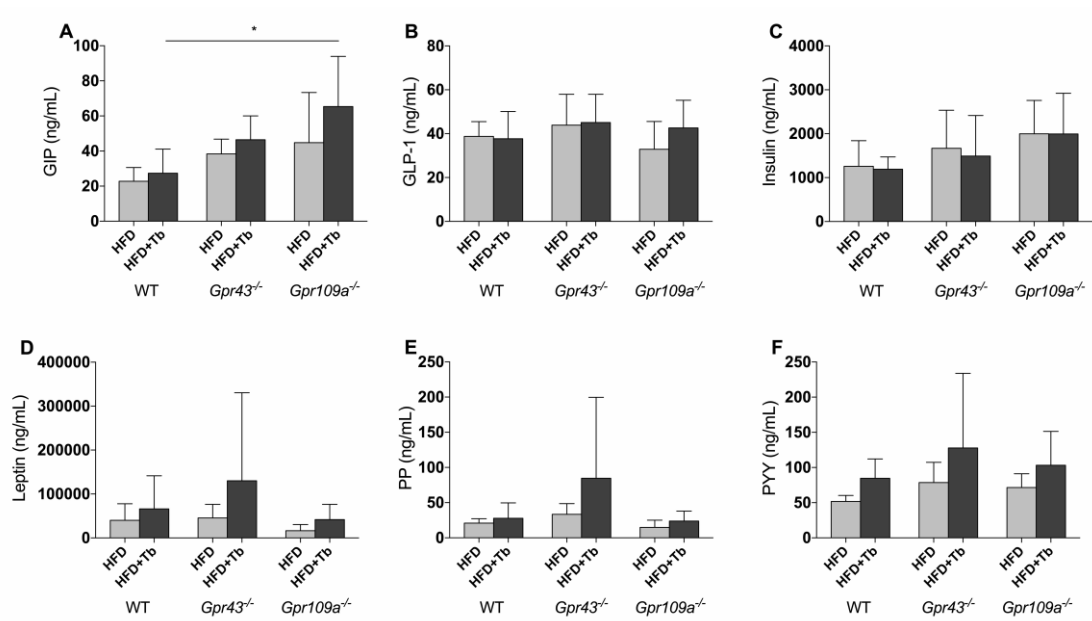 A
*
GIP (ng/mL)
100
80
60
40
20
0
HFD
HFD+Tb
HFD
HFD+Tb
HFD
HFD+Tb
WT
Gpr43-/-
Gpr109a-/-
B
GLP-1 (ng/mL)
80
60
40
20
0
HFD
HFD+Tb
HFD
HFD+Tb
HFD
HFD+Tb
WT
Gpr43-/-
Gpr109a-/-
C
Insulin (ng/mL)
4000
3000
2000
1000
0
HFD
HFD+Tb
HFD
HFD+Tb
HFD
HFD+Tb
WT
Gpr43-/-
Gpr109a-/-
D
Leptin (ng/mL)
400000
300000
200000
100000
0
HFD
HFD+Tb
HFD
HFD+Tb
HFD
HFD+Tb
WT
Gpr43-/-
Gpr109a-/-
E
PP (ng/mL)
250
200
150
100
50
0
HFD
HFD+Tb
HFD
HFD+Tb
HFD
HFD+Tb
WT
Gpr43-/-
Gpr109a-/-
F
PYY (ng/mL)
250
200
150
100
50
0
HFD
HFD+Tb
HFD
HFD+Tb
HFD
HFD+Tb
WT
Gpr43-/-
Gpr109a-/-